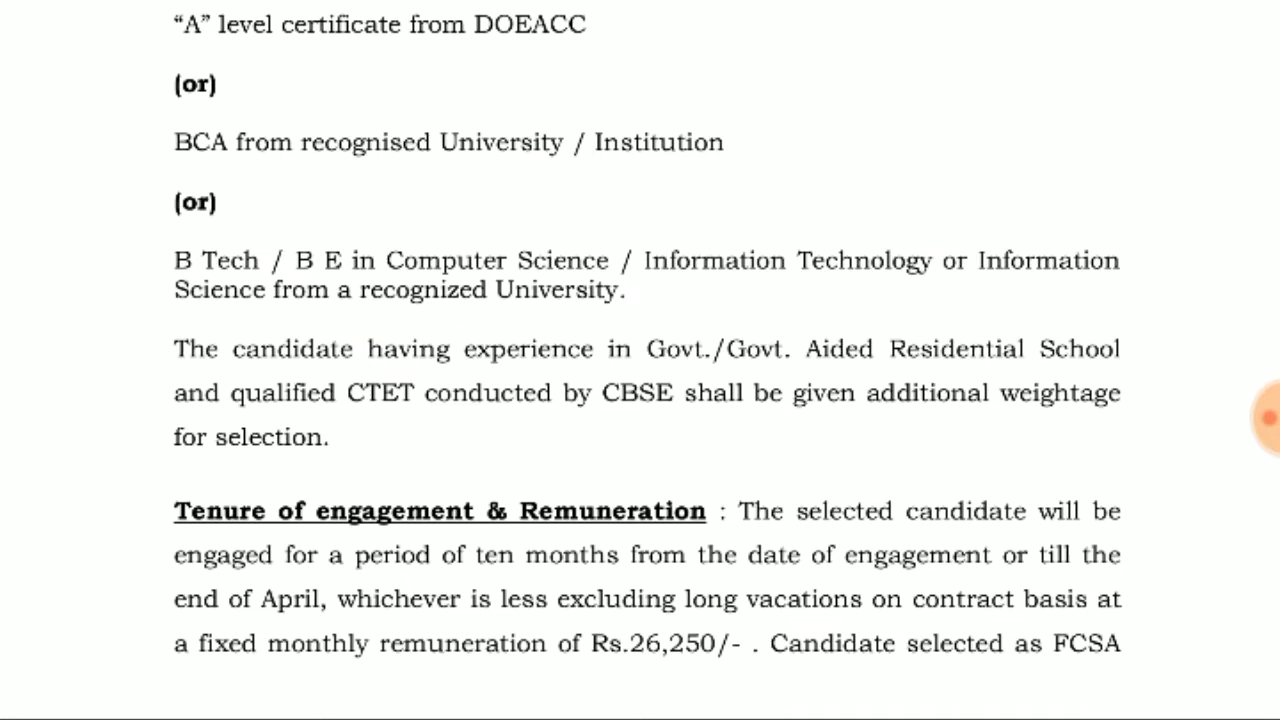 “A” level certificate from DOEACC
(or)
BCA from recognised University / Institution
(or)
B Tech / B E in Computer Science / Information Technology or Information
Science from a recognized University.
The candidate having experience in Govt./Govt. Aided Residential School
and qualified CTET conducted by CBSE shall be given additional weightage
for selection.
Tenure of engagement & Remuneration : The selected candidate will be
engaged for a period of ten months from the date of engagement or till the
end of April, whichever is less excluding long vacations on contract basis at
a fixed monthly remuneration of Rs.26,250/- . Candidate selected as FCSA